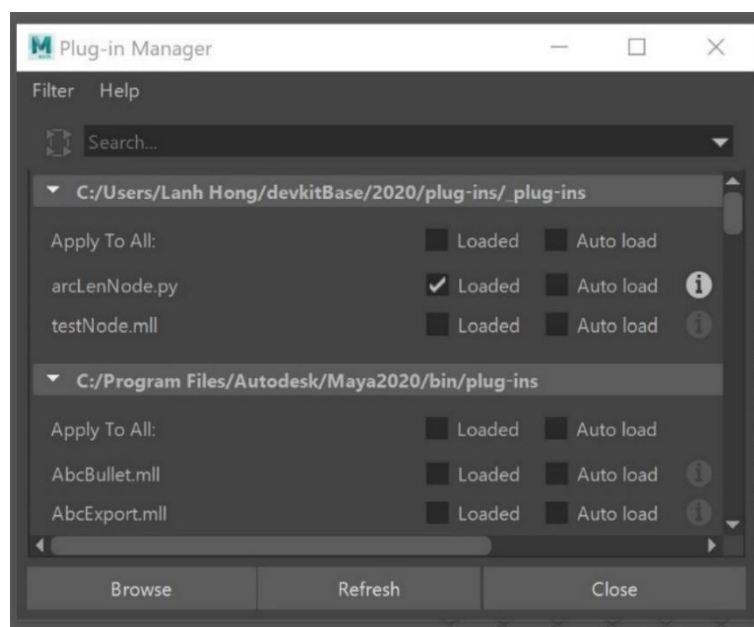 Plug-in Manager
Filter Help
Search...
C:/Users/Lanh Hong/devkitBase/2020/plug-ins/_plug-ins
Apply To All: Loaded Auto load
arcLenNode.py Loaded Auto load
testNode.mll Loaded Auto load
C:/Program Files/Autodesk/Maya2020/bin/plug-ins
Apply To All: Loaded Auto load
AbcBullet.mll Loaded Auto load
AbcExport.mll Loaded Auto load
Browse Refresh Close